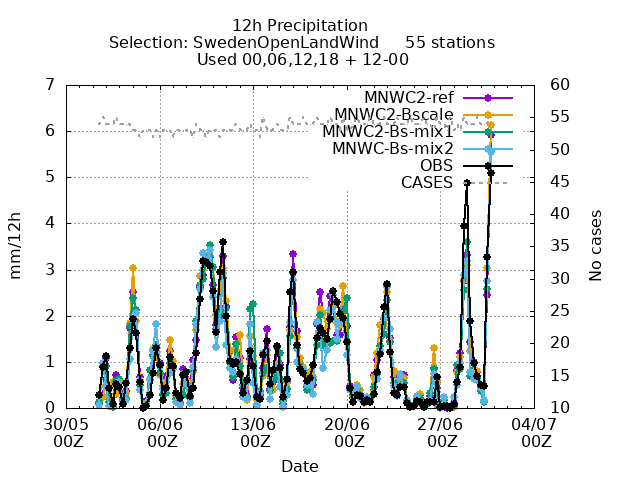 12h Precipitation
Selection: SwedenOpenLandWind 55 stations
Used 00,06,12,18 + 12-00
MNWC2-ref
MNWC2-Bscale
MNWC2-Bs-mix1
MNWC-Bs-mix2
OBS
CASES
mm/12h
7
6
5
4
3
2
1
0
No cases
60
55
50
45
40
35
30
25
20
15
10
30/05 06/06 13/06 20/06 27/06 04/07
00Z 00Z 00Z 00Z 00Z 00Z
Date